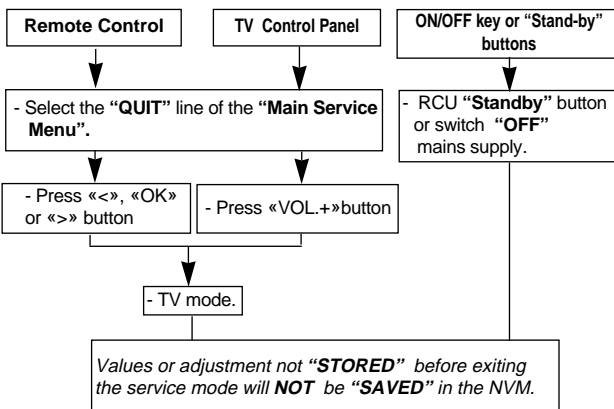 Remote Control
TV Control Panel
ON/OFF key or “Stand-by”
buttons
- Select the “QUIT” line of the “Main Service
Menu”.
- RCU “Standby” button
or switch “OFF”
mains supply.
- Press «<», «OK»
or «>» button
- Press «VOL.+»button
- TV mode.
Values or adjustment not “STORED” before exiting
the service mode will NOT be “SAVED” in the NVM.